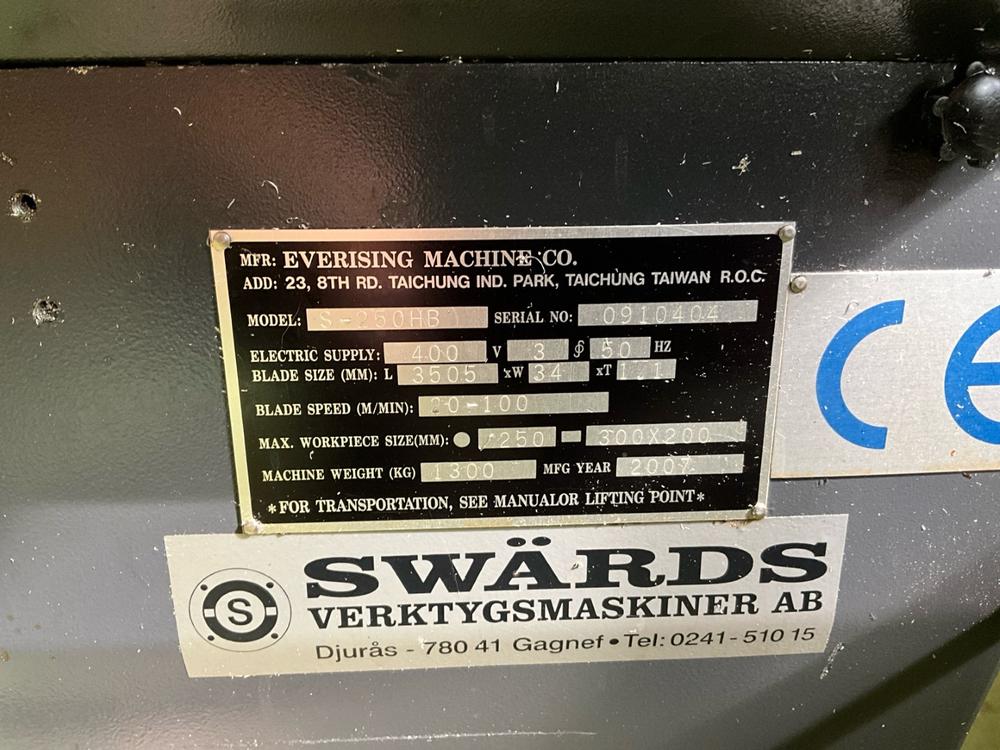 MFR: EVERISING MACHINE CO.
ADD: 23, 8TH RD. TAICHUNG IND. PARK, TAICHUNG TAIWAN R.O.C.
MODEL: S-250HB SERIAL NO: 0910404
ELECTRIC SUPPLY: 400 V 3 ∮ 50 HZ
BLADE SIZE (MM): L 3505 xW 34 xT 1.1
BLADE SPEED (M/MIN): 20-100
MAX. WORKPIECE SIZE(MM): ● 250 ▬ 300X200
MACHINE WEIGHT (KG) 1300 MFG YEAR 2007
*FOR TRANSPORTATION, SEE MANUALOR LIFTING POINT*
CE
S SWÄRDS
VERKTYGSMASKINER AB
Djurås - 780 41 Gagnef • Tel: 0241-510 15